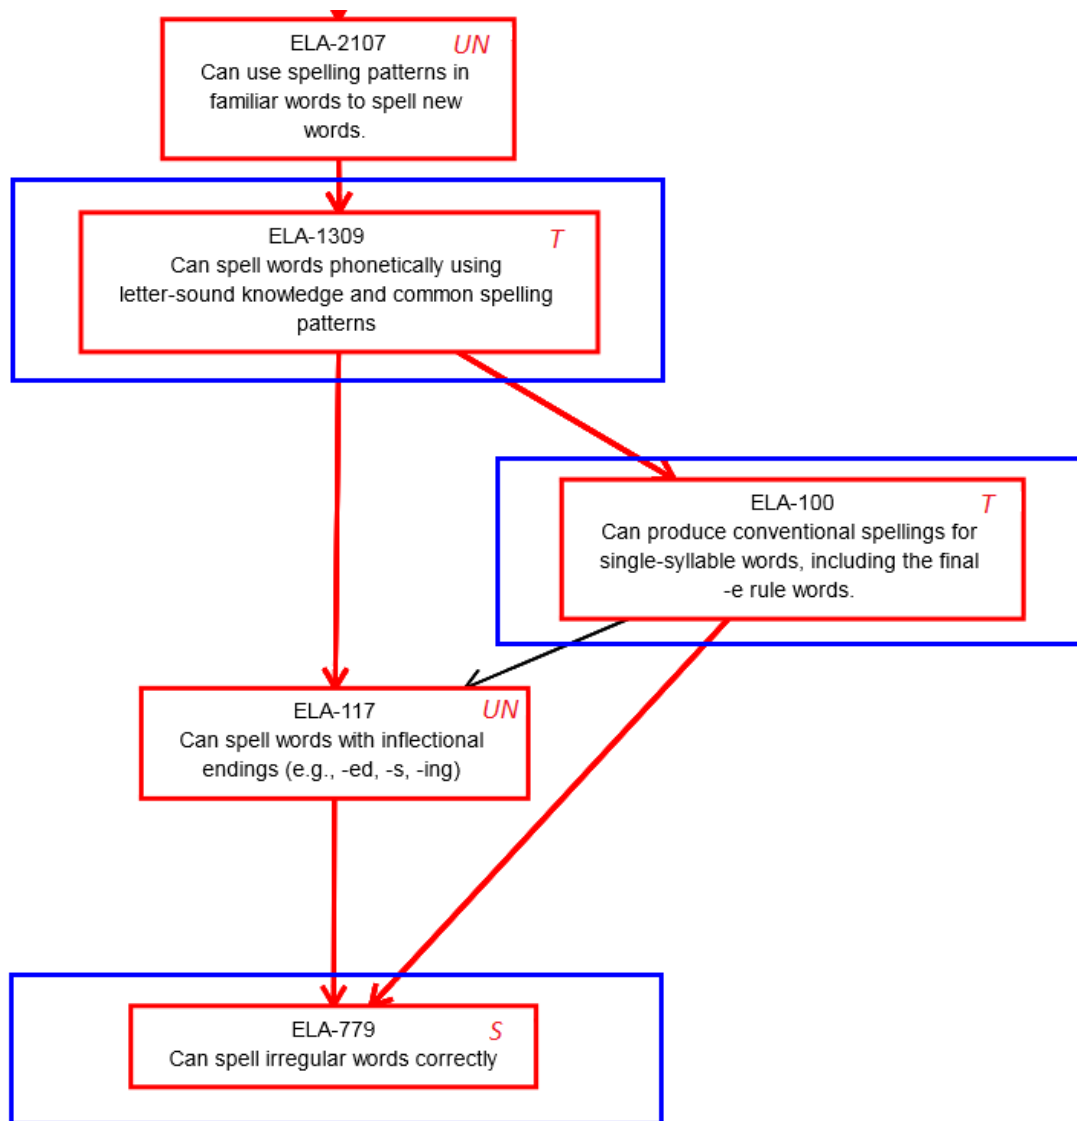 ELA-2107 UN
Can use spelling patterns in
familiar words to spell new
words.
ELA-1309 T
Can spell words phonetically using
letter-sound knowledge and common spelling
patterns
ELA-100 T
Can produce conventional spellings for
single-syllable words, including the final
-e rule words.
ELA-117 UN
Can spell words with inflectional
endings (e.g., -ed, -s, -ing)
ELA-779 S
Can spell irregular words correctly